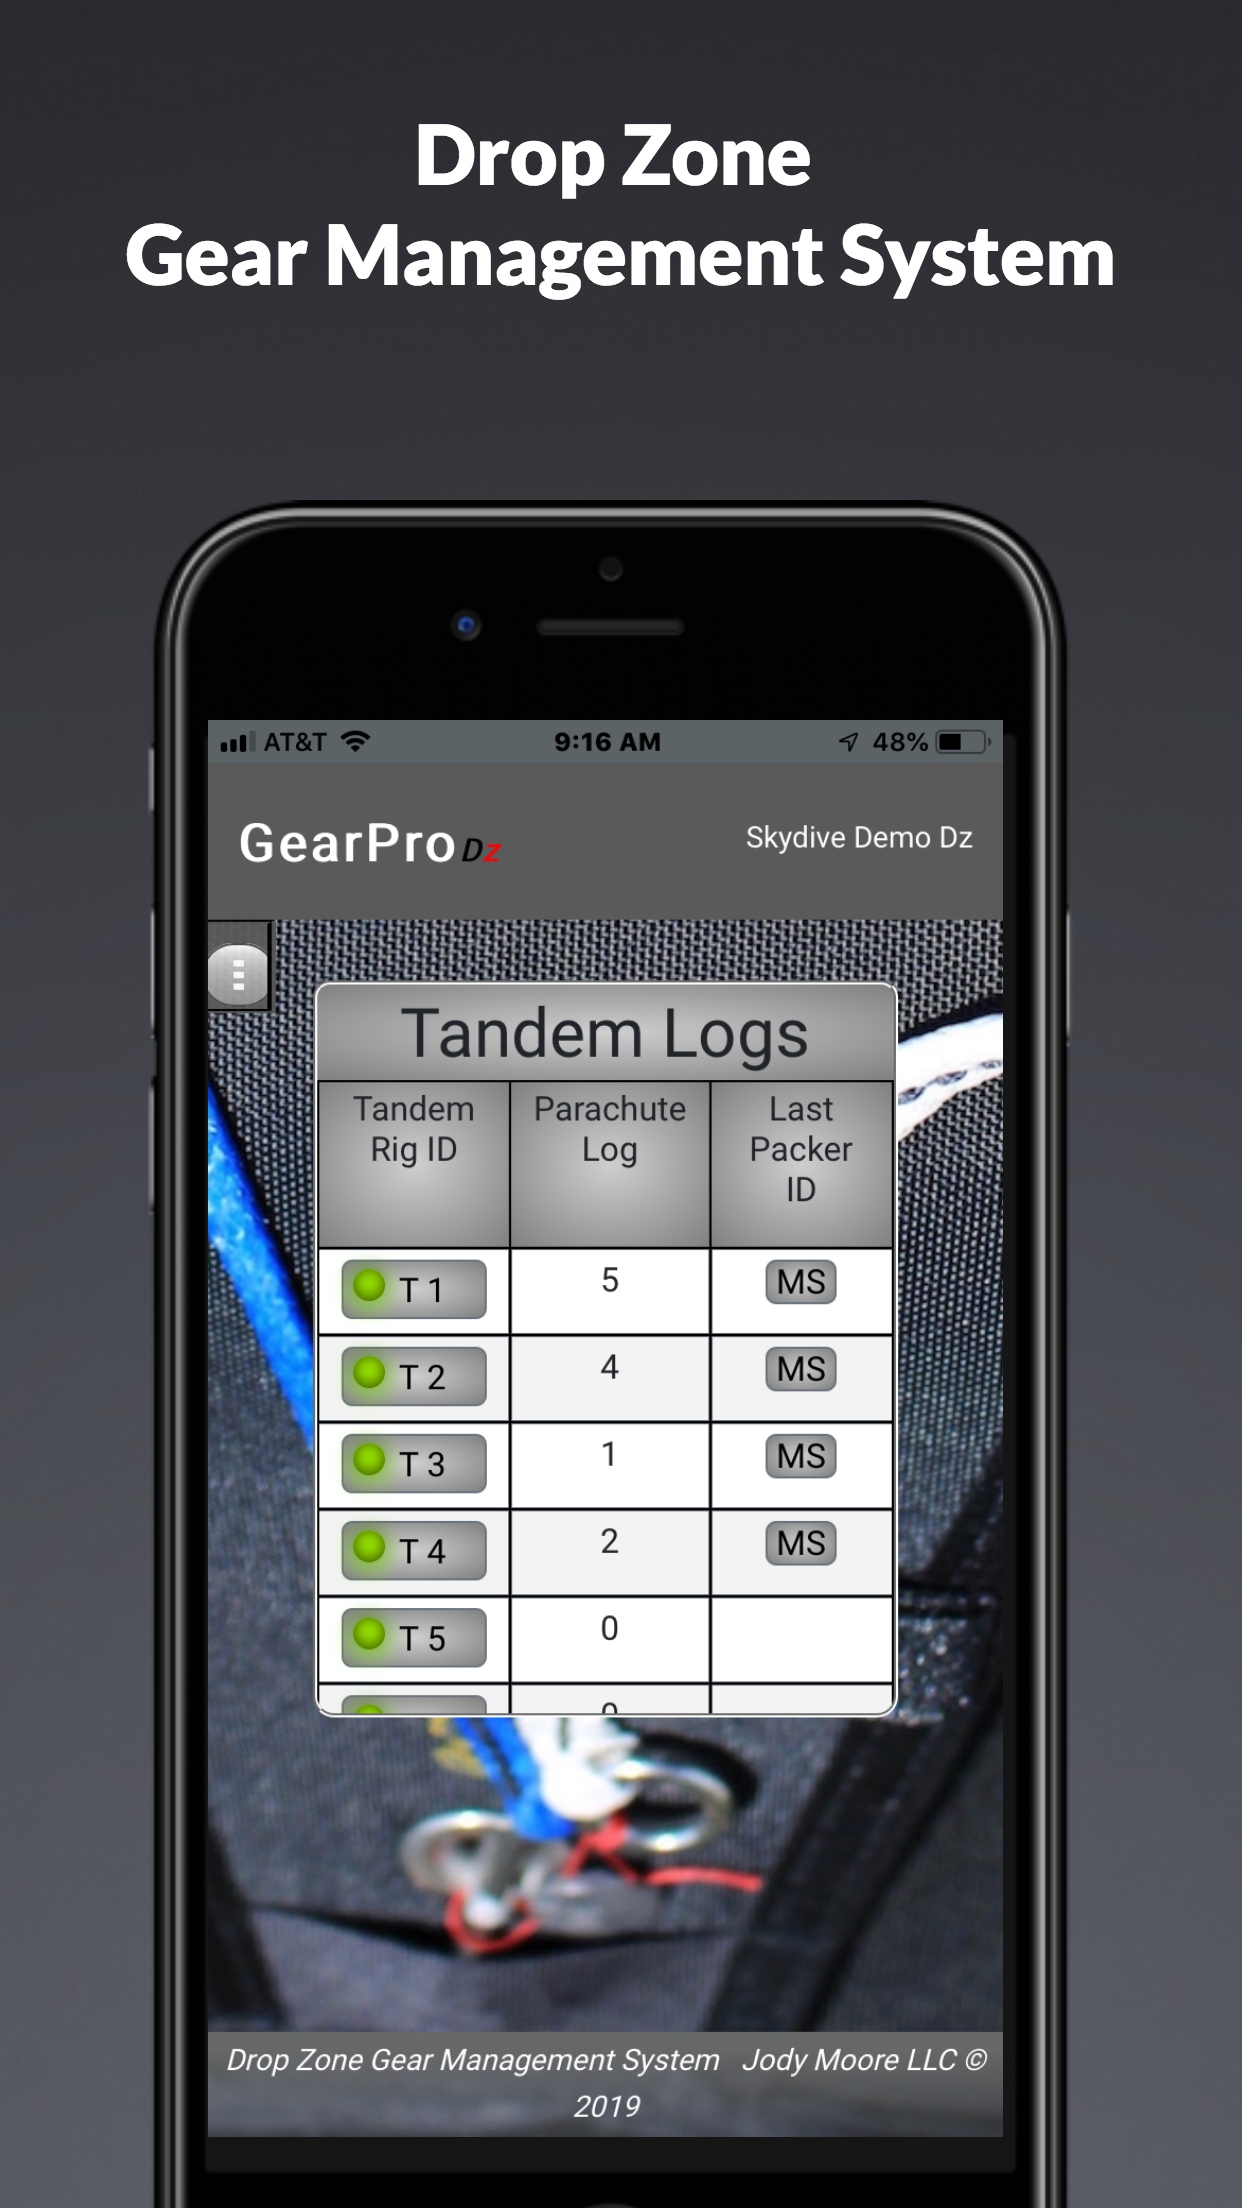 Drop Zone
Gear Management System
AT&T 9:16 AM 48%
GearPro Dz Skydive Demo Dz
Tandem Logs
Tandem Parachute Last
Rig ID Log Packer
ID
T 1 5 MS
T 2 4 MS
T 3 1 MS
T 4 2 MS
T 5 0
0
Drop Zone Gear Management System Jody Moore LLC ©
2019